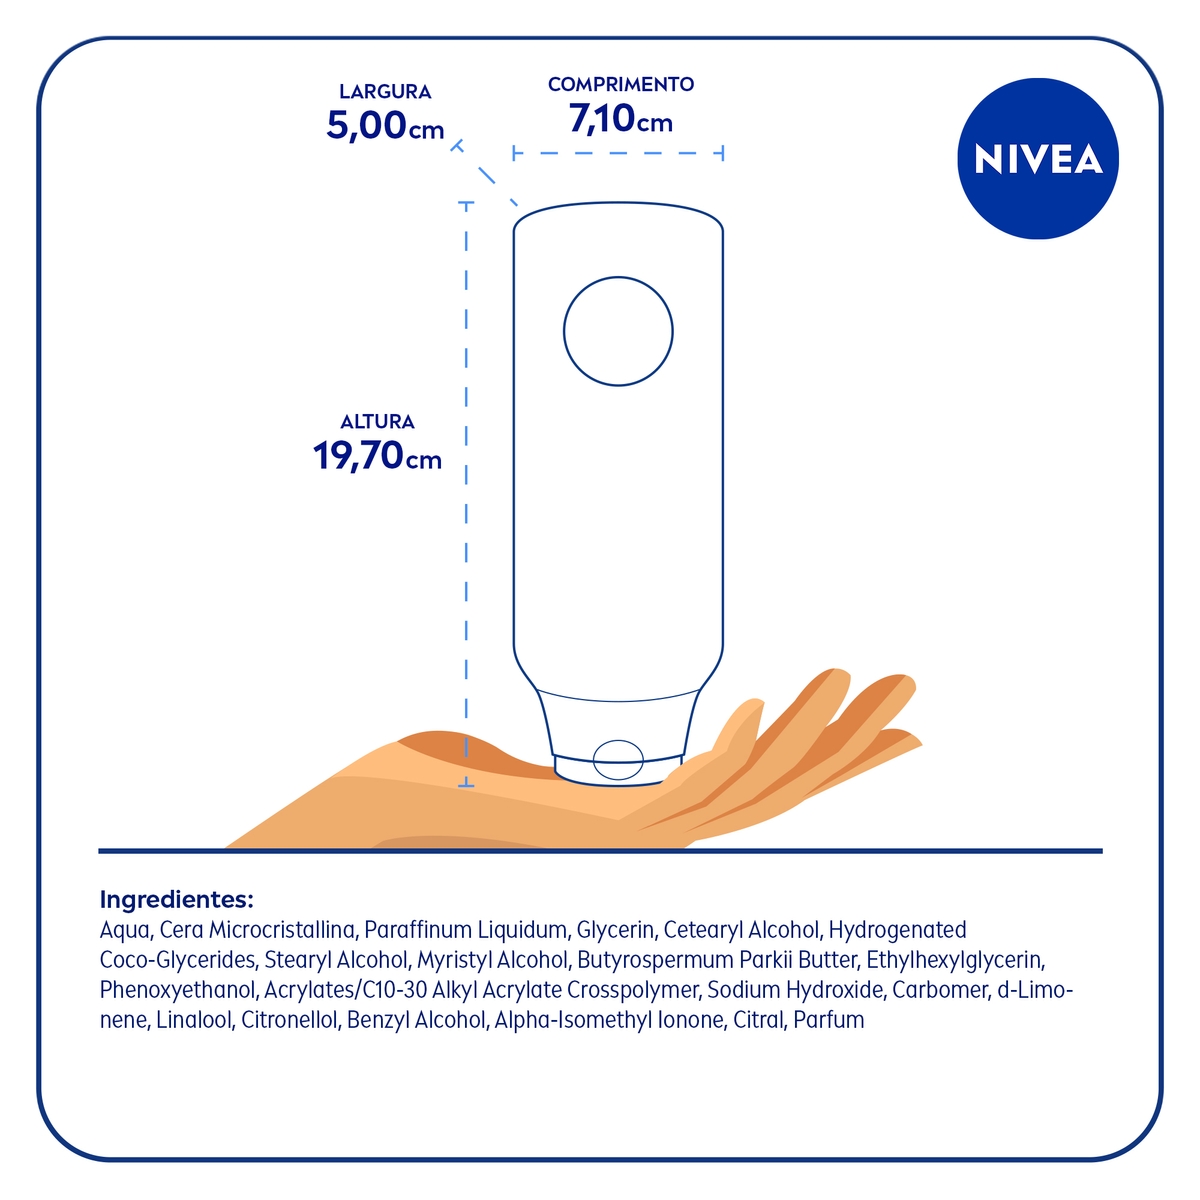 LARGURA
5,00cm
COMPRIMENTO
7,10cm
NIVEA
ALTURA
19,70cm
Ingredientes:
Aqua, Cera Microcristallina, Paraffinum Liquidum, Glycerin, Cetearyl Alcohol, Hydrogenated
Coco-Glycerides, Stearyl Alcohol, Myristyl Alcohol, Butyrospermum Parkii Butter, Ethylhexylglycerin,
Phenoxyethanol, Acrylates/C10-30 Alkyl Acrylate Crosspolymer, Sodium Hydroxide, Carbomer, d-Limo-
nene, Linalool, Citronellol, Benzyl Alcohol, Alpha-Isomethyl Ionone, Citral, Parfum